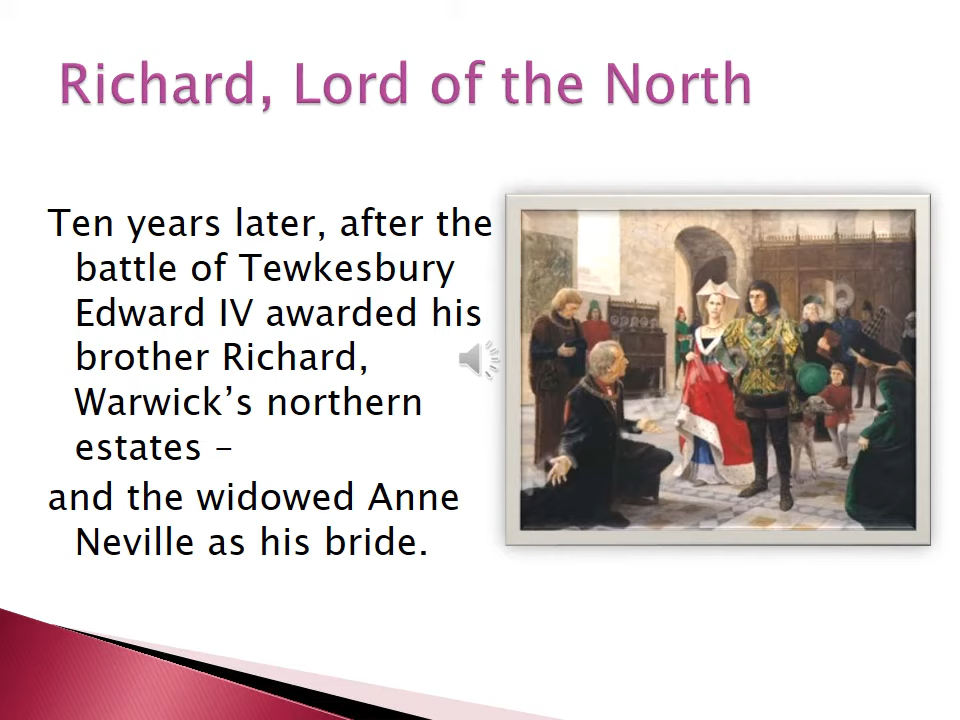 Richard, Lord of the North
Ten years later, after the
battle of Tewkesbury
Edward IV awarded his
brother Richard,
Warwick’s northern
estates –
and the widowed Anne
Neville as his bride.